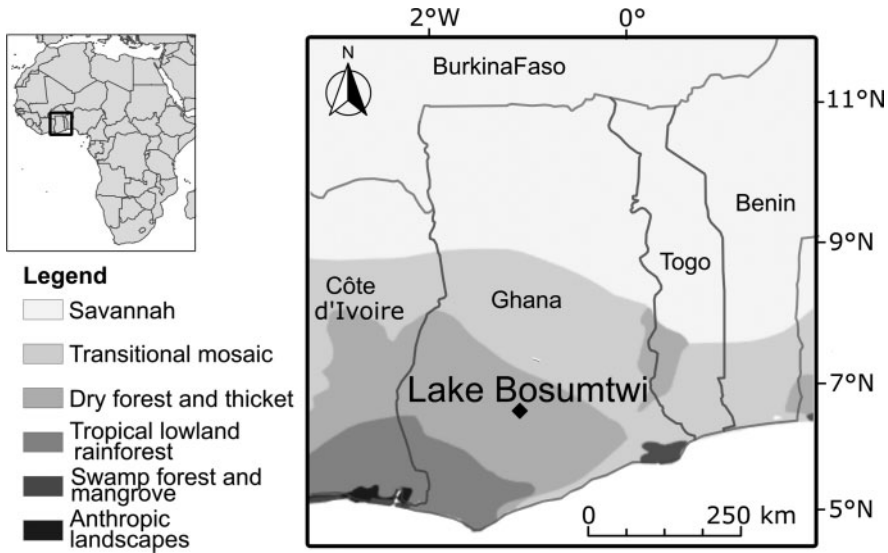 2°W 0°
N
BurkinaFaso
11°N
Benin
9°N
Togo
Legend
Côte
d'Ivoire
Ghana
Savannah
Transitional mosaic
Lake Bosumtwi
7°N
Dry forest and thicket
Tropical lowland
rainforest
Swamp forest and
mangrove
Anthropic
landscapes
0 250 km
5°N